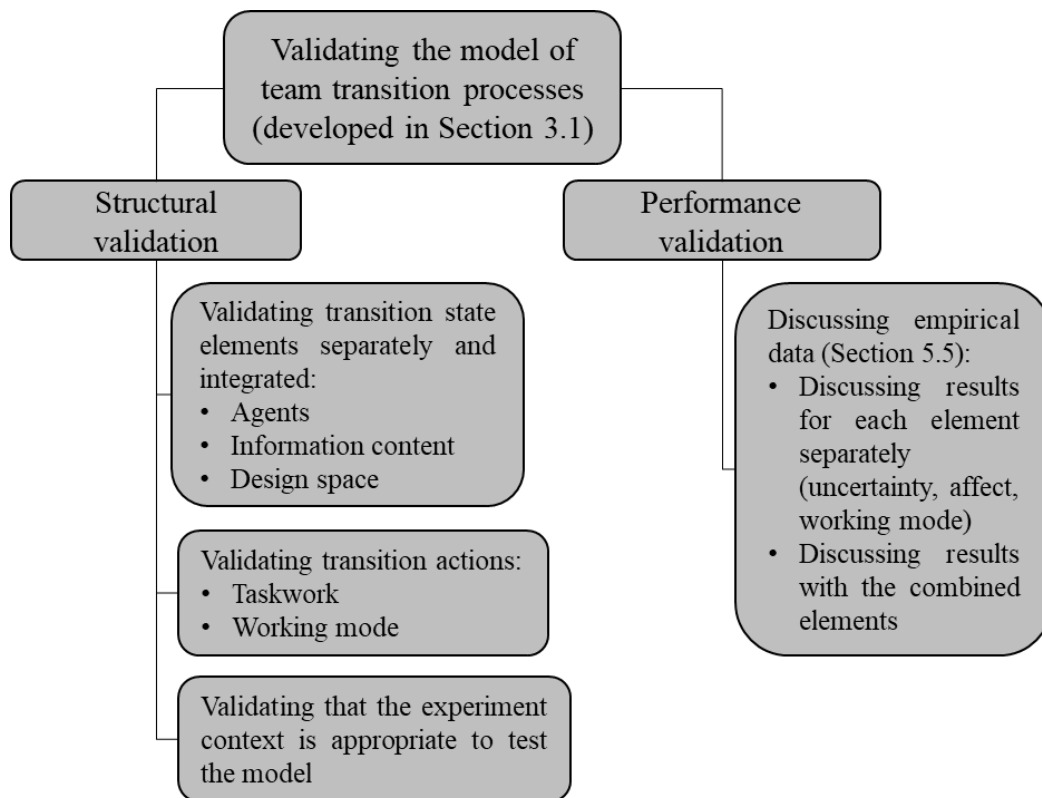 Validating the model of
team transition processes
(developed in Section 3.1)
Structural
validation
Performance
validation
Validating transition state
elements separately and
integrated:
• Agents
• Information content
• Design space
Validating transition actions:
• Taskwork
• Working mode
Validating that the experiment
context is appropriate to test
the model
Discussing empirical
data (Section 5.5):
• Discussing results
for each element
separately
(uncertainty, affect,
working mode)
• Discussing results
with the combined
elements